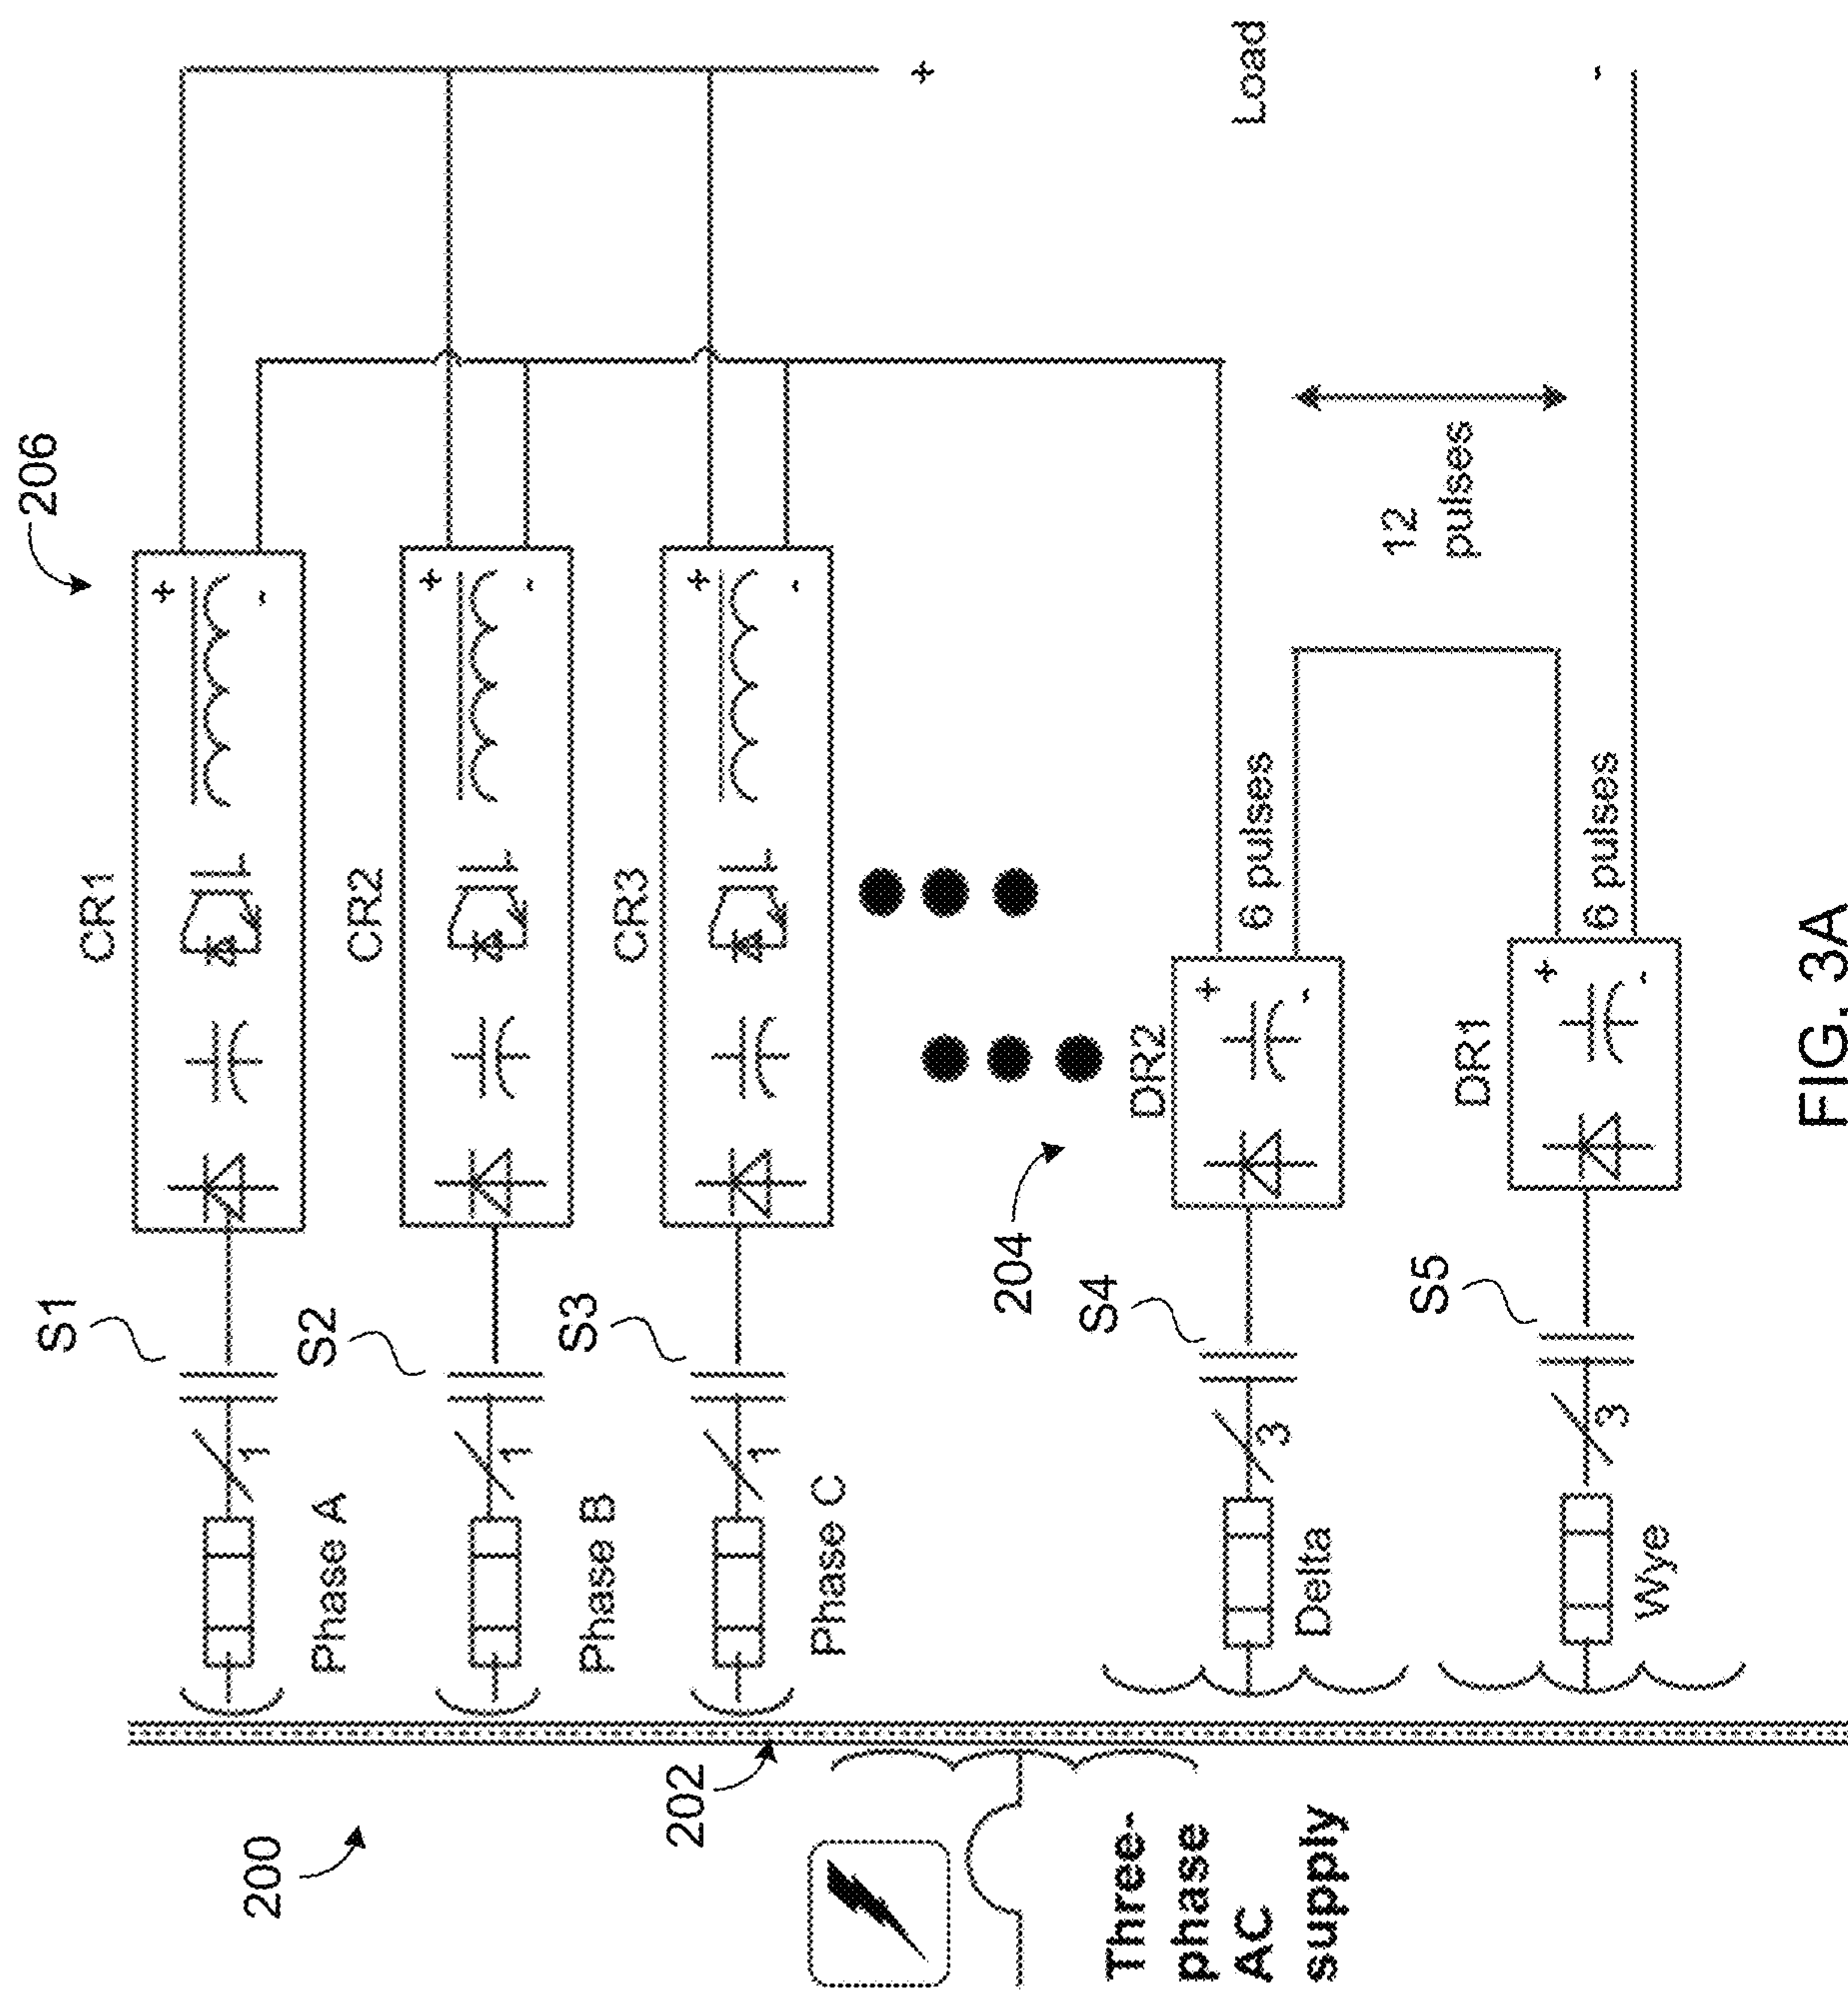 200
206
S1
CR1
+
-
1
Phase A
S2
CR2
+
-
1
Phase B
S3
CR3
+
-
1
Phase C
202
Three-
phase
AC
supply
204
S4
DR2
+
-
3
Delta
6 pulses
12
pulses
S5
DR1
+
-
3
Wye
6 pulses
+
Load
-
FIG. 3A